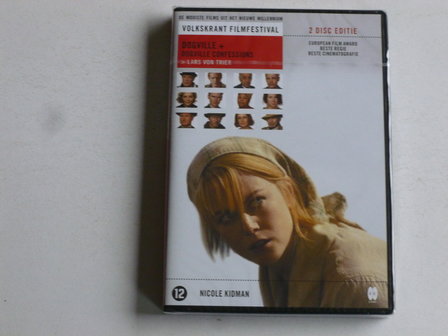 DE MOOISTE FILMS UIT HET NIEUWE MILLENNIUM
VOLKSKRANT FILMFESTIVAL
DOGVILLE +
DOGVILLE CONFESSIONS
> LARS VON TRIER
2 DISC EDITIE
EUROPEAN FILM AWARD
BESTE REGIE
BESTE CINEMATOGRAFIE
12
NICOLE KIDMAN